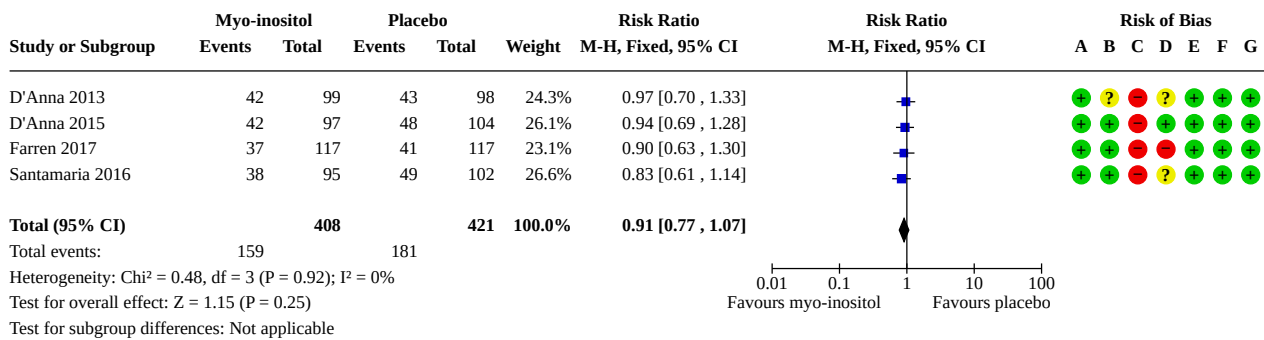 Myo-inositol Placebo Risk Ratio Risk Ratio Risk of Bias
Study or Subgroup Events Total Events Total Weight M-H, Fixed, 95% CI M-H, Fixed, 95% CI A B C D E F G
D'Anna 2013 42 99 43 98 24.3% 0.97 [0.70 , 1.33] + ? − ? + + +
D'Anna 2015 42 97 48 104 26.1% 0.94 [0.69 , 1.28] + + − + + + +
Farren 2017 37 117 41 117 23.1% 0.90 [0.63 , 1.30] + + − − + + +
Santamaria 2016 38 95 49 102 26.6% 0.83 [0.61 , 1.14] + + − ? + + +
Total (95% CI) 408 421 100.0% 0.91 [0.77 , 1.07]
Total events: 159 181
Heterogeneity: Chi² = 0.48, df = 3 (P = 0.92); I² = 0% 0.01 0.1 1 10 100
Test for overall effect: Z = 1.15 (P = 0.25) Favours myo-inositol Favours placebo
Test for subgroup differences: Not applicable